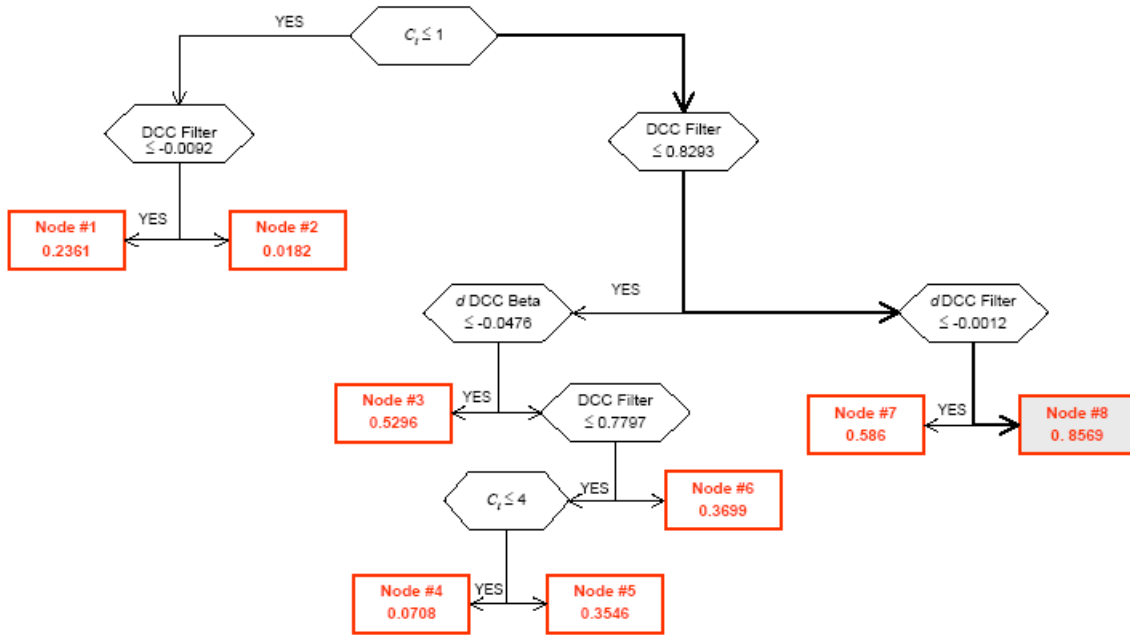 YES
C_t ≤ 1
DCC Filter
≤ -0.0092
DCC Filter
≤ 0.8293
YES
Node #1
0.2361
Node #2
0.0182
YES
d DCC Beta
≤ -0.0476
d DCC Filter
≤ -0.0012
YES
Node #3
0.5296
DCC Filter
≤ 0.7797
YES
Node #7
0.586
Node #8
0. 8569
YES
C_t ≤ 4
Node #6
0.3699
YES
Node #4
0.0708
Node #5
0.3546